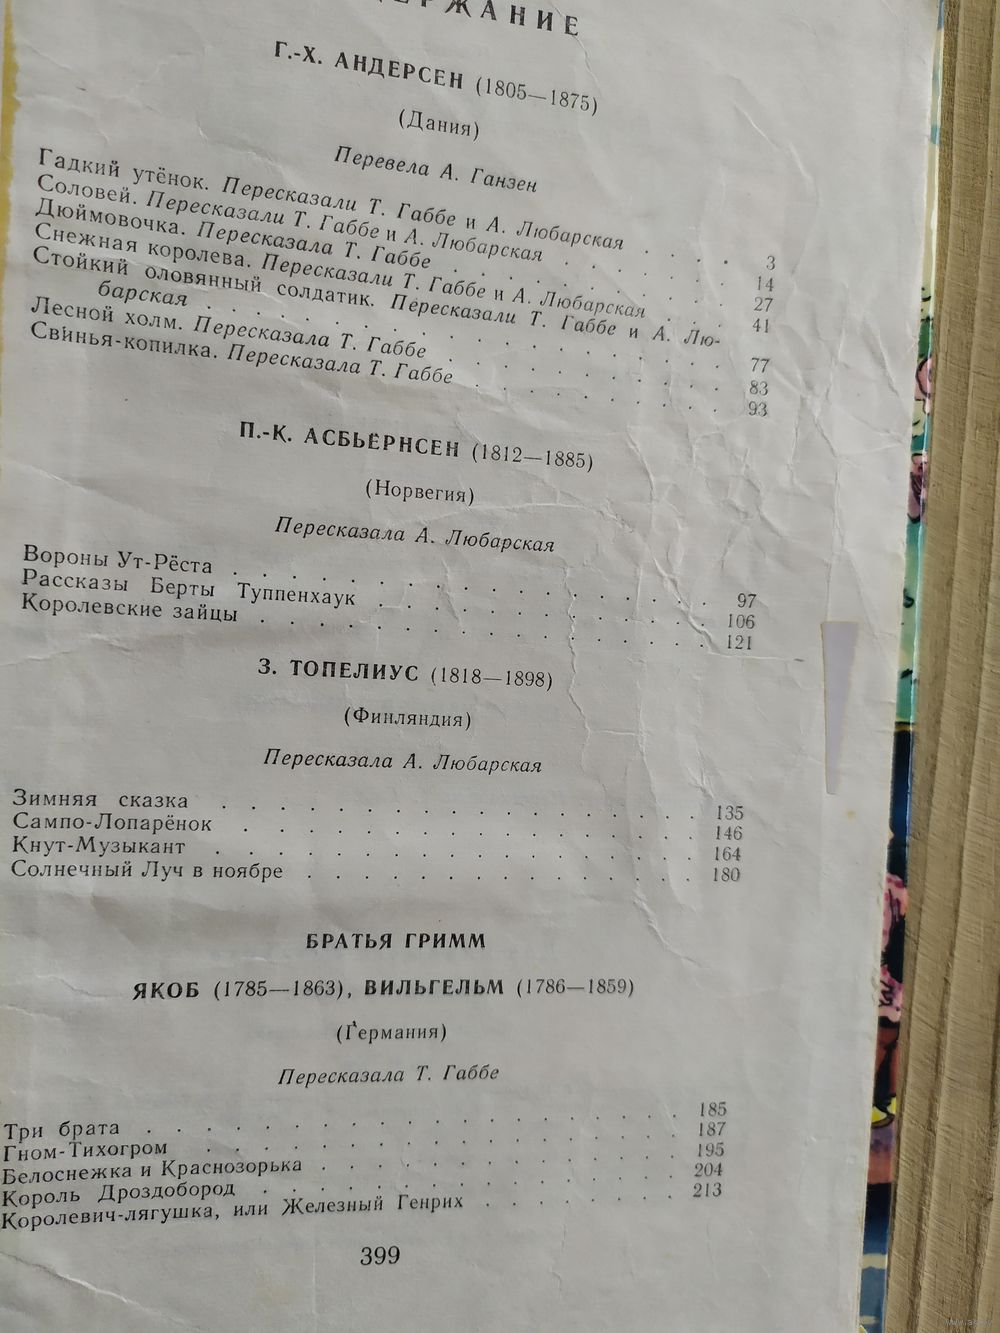 ДЕРЖАНИЕ
Г.-Х. АНДЕРСЕН (1805—1875)
(Дания)
Перевела А. Ганзен
Гадкий утёнок. Пересказали Т. Габбе и А. Любарская . . . . 3
Соловей. Пересказали Т. Габбе и А. Любарская . . . . . . 14
Дюймовочка. Пересказала Т. Габбе . . . . . . . . . . 27
Снежная королева. Пересказали Т. Габбе и А. Любарская . . . 41
Стойкий оловянный солдатик. Пересказали Т. Габбе и А. Лю-
барская . . . . . . . . . . . . . . . . . . 77
Лесной холм. Пересказала Т. Габбе . . . . . . . . . . 83
Свинья-копилка. Пересказала Т. Габбе . . . . . . . . . 93
П.-К. АСБЬЁРНСЕН (1812—1885)
(Норвегия)
Пересказала А. Любарская
Вороны Ут-Рёста . . . . . . . . . . . . . . . . . 97
Рассказы Берты Туппенхаук . . . . . . . . . . . . 106
Королевские зайцы . . . . . . . . . . . . . . . . 121
З. ТОПЕЛИУС (1818—1898)
(Финляндия)
Пересказала А. Любарская
Зимняя сказка . . . . . . . . . . . . . . . . . 135
Сампо-Лопарёнок . . . . . . . . . . . . . . . . 146
Кнут-Музыкант . . . . . . . . . . . . . . . . . 164
Солнечный Луч в ноябре . . . . . . . . . . . . . . 180
БРАТЬЯ ГРИММ
ЯКОБ (1785—1863), ВИЛЬГЕЛЬМ (1786—1859)
(Германия)
Пересказала Т. Габбе
Три брата . . . . . . . . . . . . . . . . . . . 185
Гном-Тихогром . . . . . . . . . . . . . . . . . 187
Белоснежка и Краснозорька . . . . . . . . . . . . . 195
Король Дроздобород . . . . . . . . . . . . . . . 204
Королевич-лягушка, или Железный Генрих . . . . . . . 213
399